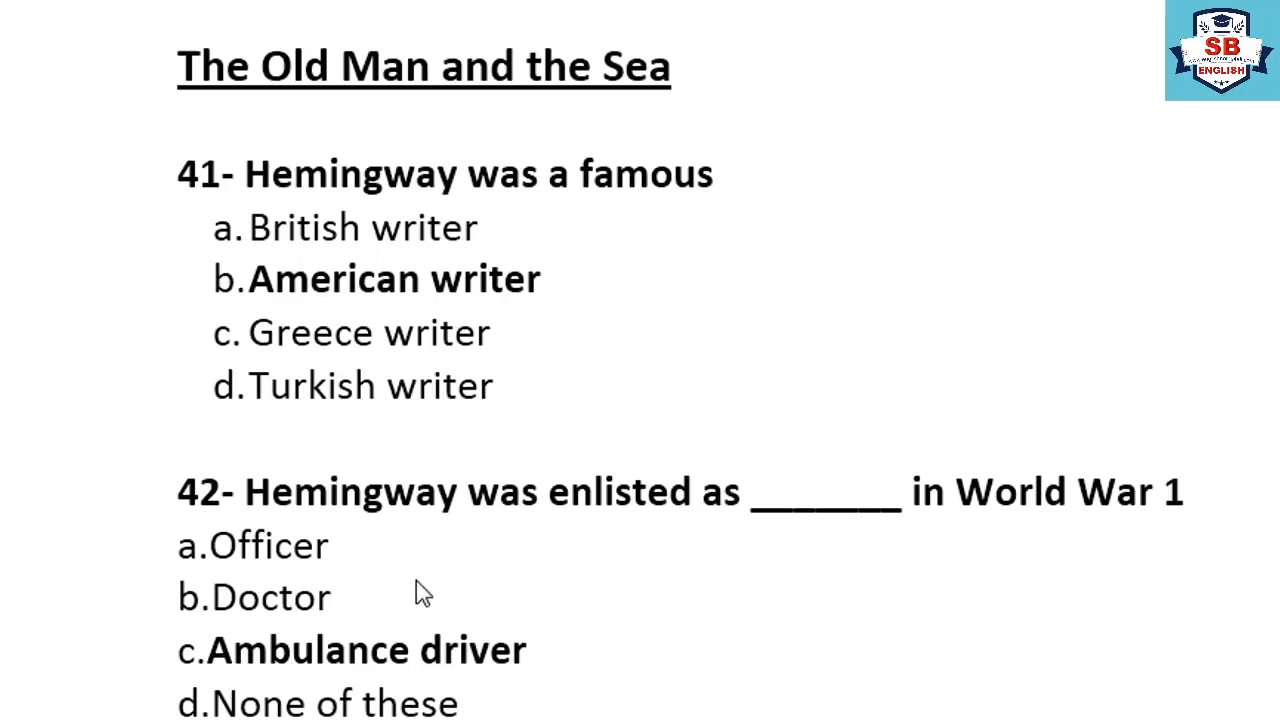 The Old Man and the Sea
SB
ENGLISH
41- Hemingway was a famous
a. British writer
b. American writer
c. Greece writer
d. Turkish writer
42- Hemingway was enlisted as _______ in World War 1
a.Officer
b.Doctor
c.Ambulance driver
d.None of these